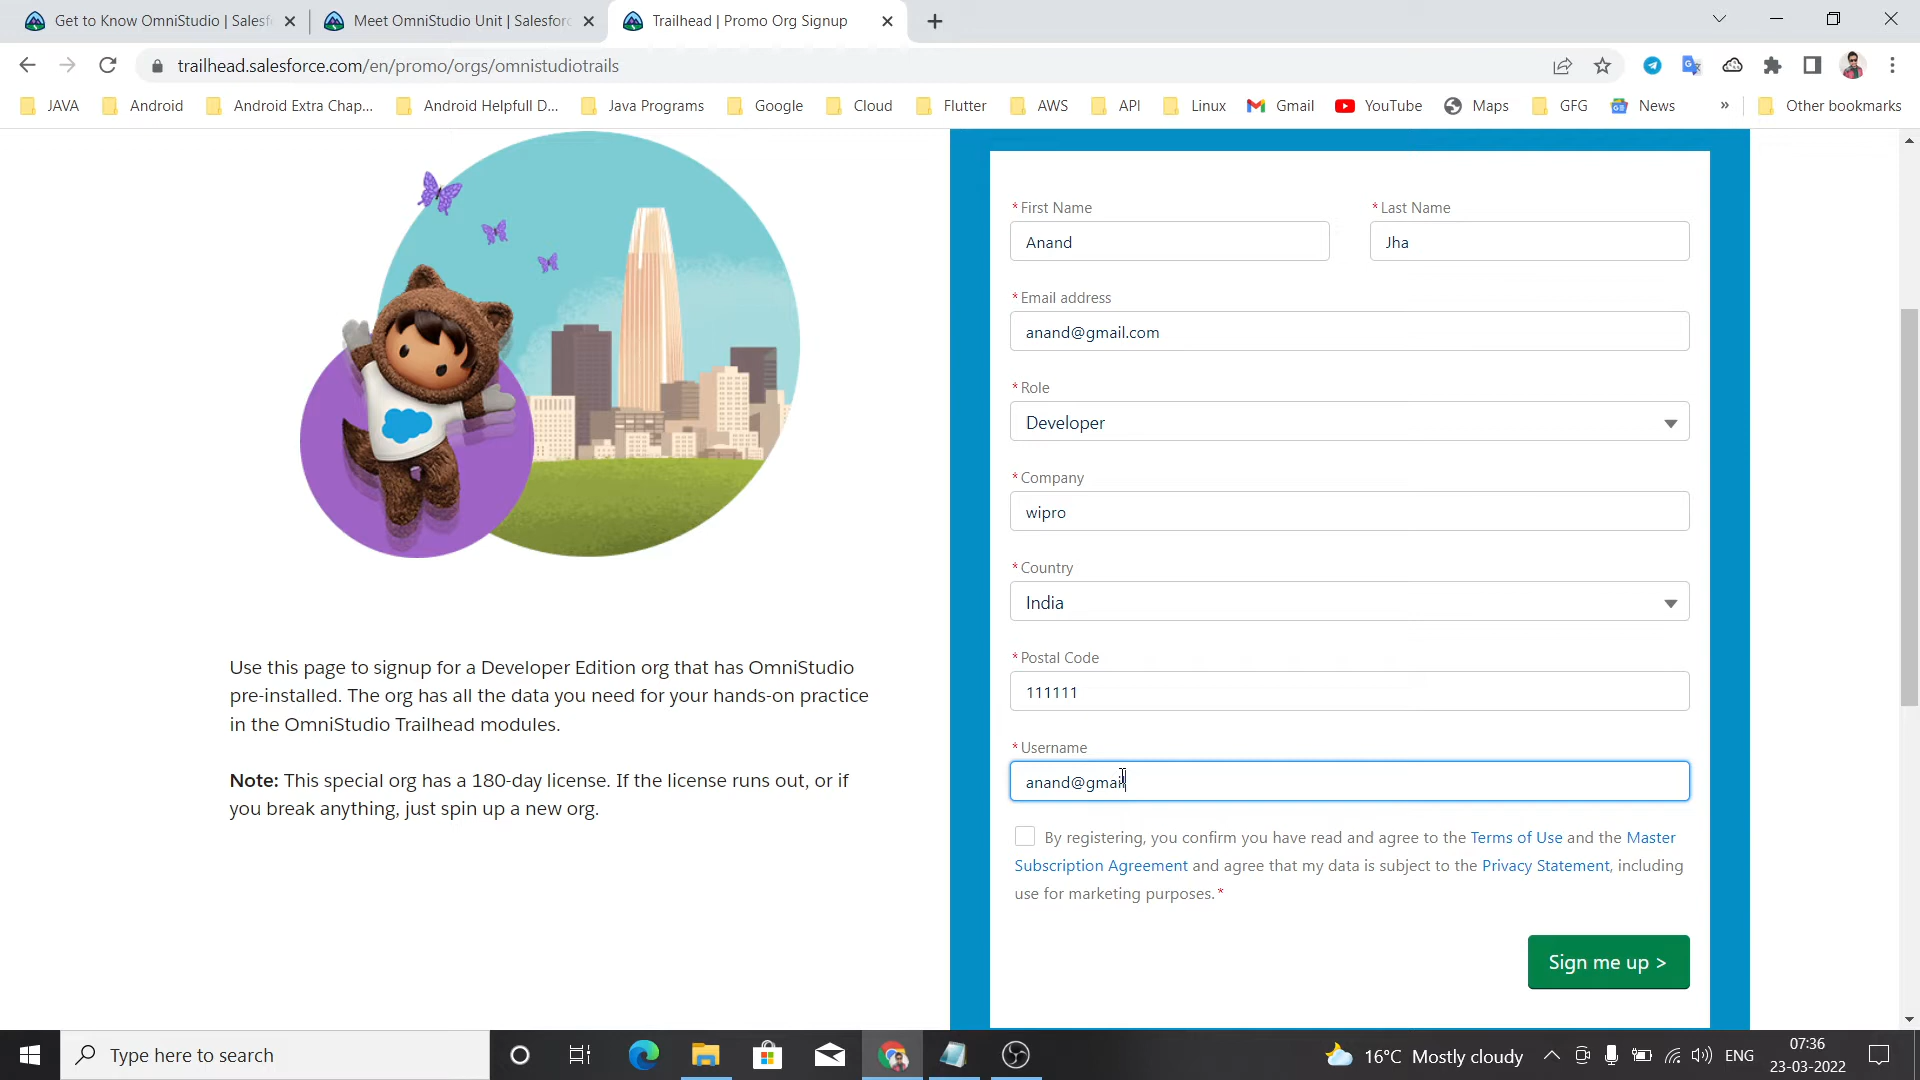 Get to Know OmniStudio | Salesf
Meet OmniStudio Unit | Salesforc
Trailhead | Promo Org Signup
trailhead.salesforce.com/en/promo/orgs/omnistudiotrails
JAVA
Android
Android Extra Chap...
Android Helpfull D...
Java Programs
Google
Cloud
Flutter
AWS
API
Linux
Gmail
YouTube
Maps
GFG
News
»
Other bookmarks
Use this page to signup for a Developer Edition org that has OmniStudio
pre-installed. The org has all the data you need for your hands-on practice
in the OmniStudio Trailhead modules.
Note: This special org has a 180-day license. If the license runs out, or if
you break anything, just spin up a new org.
* First Name
Anand
* Last Name
Jha
* Email address
anand@gmail.com
* Role
Developer
* Company
wipro
* Country
India
* Postal Code
111111
* Username
anand@gmail
By registering, you confirm you have read and agree to the Terms of Use and the Master
Subscription Agreement and agree that my data is subject to the Privacy Statement, including
use for marketing purposes.*
Sign me up >
Type here to search
16°C Mostly cloudy
ENG
07:36
23-03-2022